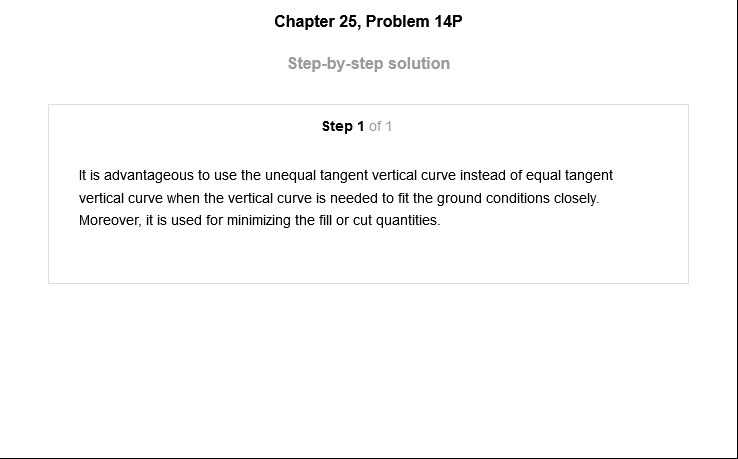 Chapter 25, Problem 14P
Step-by-step solution
Step 1 of 1
It is advantageous to use the unequal tangent vertical curve instead of equal tangent
vertical curve when the vertical curve is needed to fit the ground conditions closely.
Moreover, it is used for minimizing the fill or cut quantities.